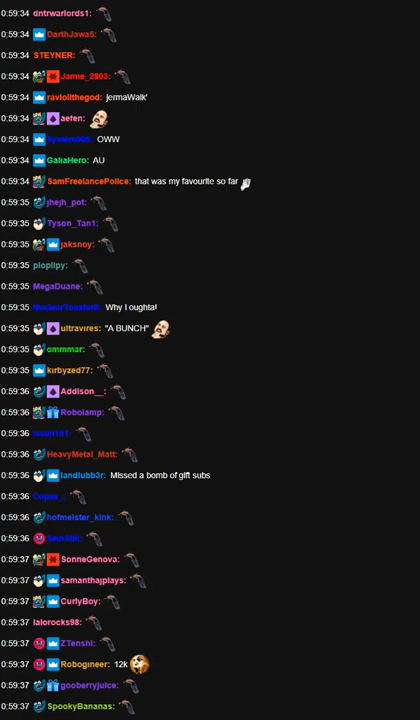 0:59:34 dntrwarlords1:
0:59:34 DarthJawa5:
0:59:34 STEYNER:
0:59:34 Jamie_2803:
0:59:34 raviolithegod: jermaWalk'
0:59:34 aefen:
0:59:34 OWW
0:59:34 GaliaHero: AU
0:59:34 SamFreelancePolice: that was my favourite so far
0:59:35 jhejh_pot:
0:59:35 Tyson_Tan1:
0:59:35 jaksnoy:
0:59:35 ploplipy:
0:59:35 MegaDuane:
0:59:35 Why I oughta!
0:59:35 ultravires: "A BUNCH"
0:59:35 ommmar:
0:59:35 kirbyzed77:
0:59:36 Addison__:
0:59:36 Robolamp:
0:59:36
0:59:36 HeavyMetal_Matt:
0:59:36 landlubb3r: Missed a bomb of gift subs
0:59:36
0:59:36 hofmeister_kink:
0:59:36
0:59:37 SonneGenova:
0:59:37 samanthajplays:
0:59:37 CurlyBoy:
0:59:37 lalorocks98:
0:59:37 ZTenshi:
0:59:37 Robogineer: 12k
0:59:37 gooberryjuice:
0:59:37 SpookyBananas: